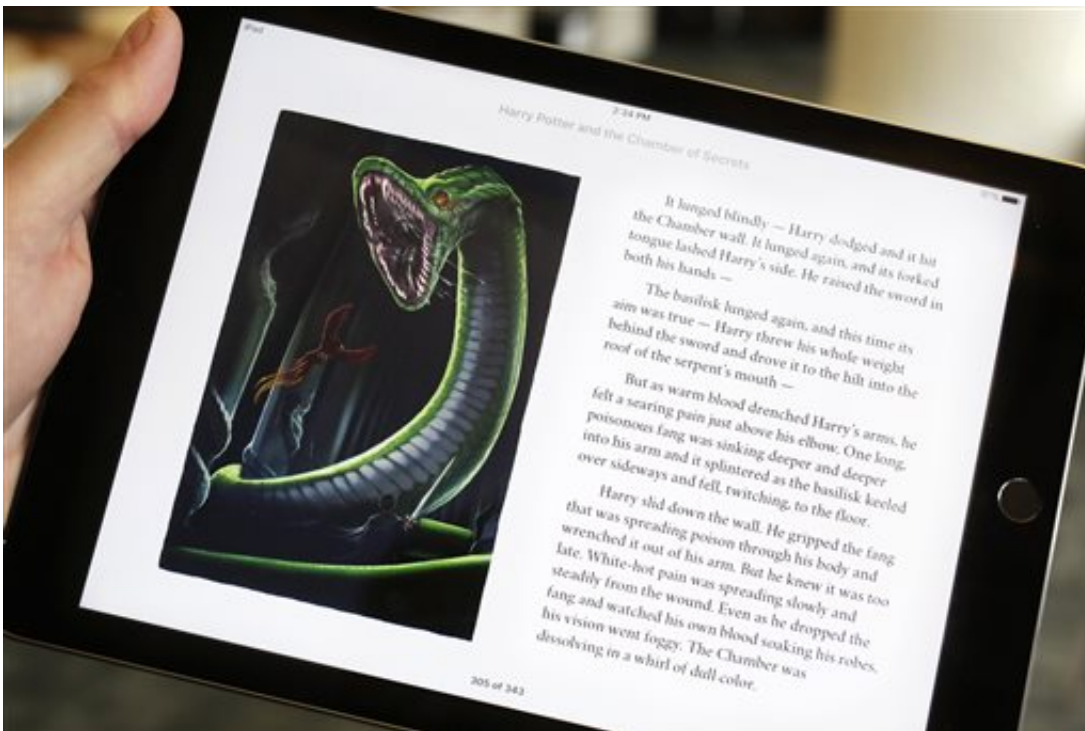 iPad
2:34 PM
Harry Potter and the Chamber of Secrets
It lunged blindly — Harry dodged and it hit
the Chamber wall. It lunged again, and its forked
tongue lashed Harry's side. He raised the sword in
both his hands —
The basilisk lunged again, and this time its
aim was true — Harry threw his whole weight
behind the sword and drove it to the hilt into the
roof of the serpent's mouth —
But as warm blood drenched Harry's arms, he
felt a searing pain just above his elbow. One long,
poisonous fang was sinking deeper and deeper
into his arm and it splintered as the basilisk keeled
over sideways and fell, twitching, to the floor.
Harry slid down the wall. He gripped the fang
that was spreading poison through his body and
wrenched it out of his arm. But he knew it was too
late. White-hot pain was spreading slowly and
steadily from the wound. Even as he dropped the
fang and watched his own blood soaking his robes,
his vision went foggy. The Chamber was
dissolving in a whirl of dull color.
305 of 343